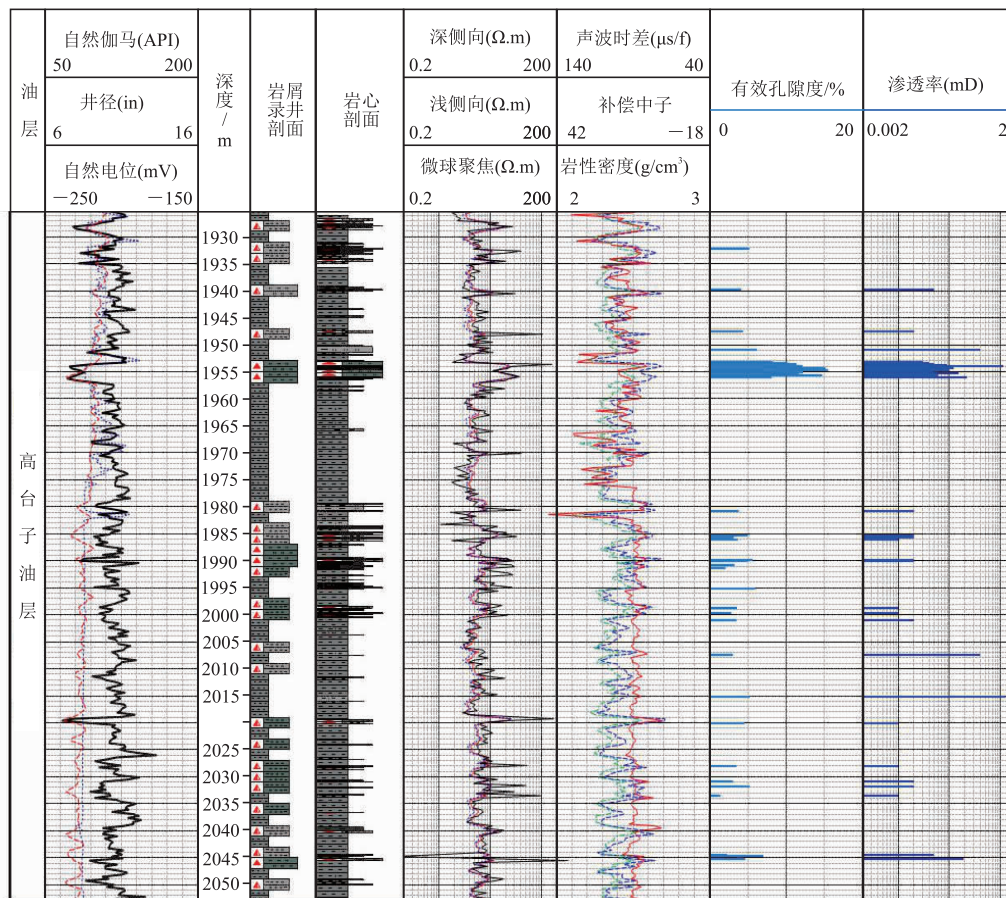 油层
自然伽马(API)
50 200
井径(in)
6 16
自然电位(mV)
−250 −150
深度/m
岩屑录井剖面
岩心剖面
深侧向(Ω.m)
0.2 200
浅侧向(Ω.m)
0.2 200
微球聚焦(Ω.m)
0.2 200
声波时差(μs/f)
140 40
补偿中子
42 −18
岩性密度(g/cm³)
2 3
有效孔隙度/%
0 20
渗透率(mD)
0.002 2
高台子油层
1930
1935
1940
1945
1950
1955
1960
1965
1970
1975
1980
1985
1990
1995
2000
2005
2010
2015
2025
2030
2035
2040
2045
2050